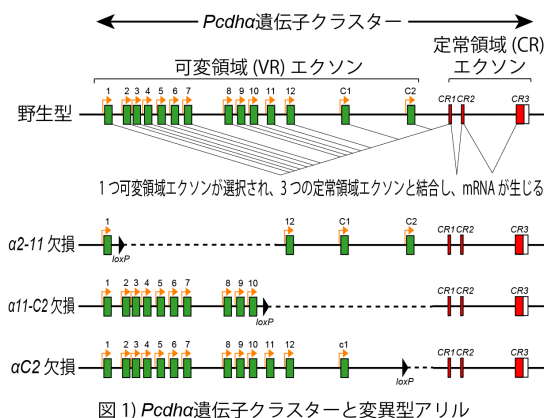 Pcdhα遺伝子クラスター
定常領域 (CR)
エクソン
可変領域 (VR) エクソン
野生型
1 2 3 4 5 6 7 8 9 10 11 12 C1 C2 CR1 CR2 CR3
1 つ可変領域エクソンが選択され、3 つの定常領域エクソンと結合し、mRNA が生じる
α2-11 欠損
1 12 C1 C2 CR1 CR2 CR3
loxP
α11-C2 欠損
1 2 3 4 5 6 7 8 9 10 CR1 CR2 CR3
loxP
αC2 欠損
1 2 3 4 5 6 7 8 9 10 11 12 c1 CR1 CR2 CR3
loxP
図 1) Pcdhα遺伝子クラスターと変異型アリル